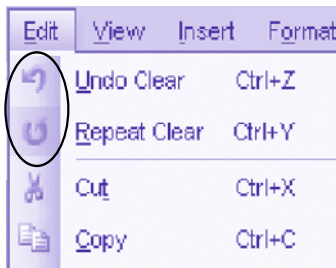 Edit View Insert Format
Undo Clear Ctrl+Z
Repeat Clear Ctrl+Y
Cut Ctrl+X
Copy Ctrl+C